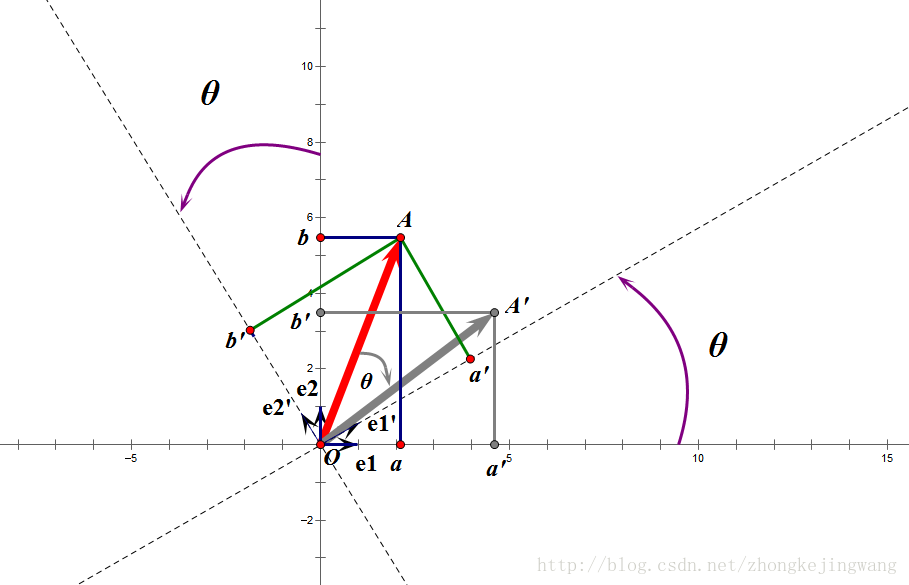 10
θ
8
6
A
b
4
b'
A'
b'
θ
2
a'
θ
e2
e2'
e1'
-5
O
e1
a
a'
5
10
15
-2
http://blog.csdn.net/zhongkejingwang